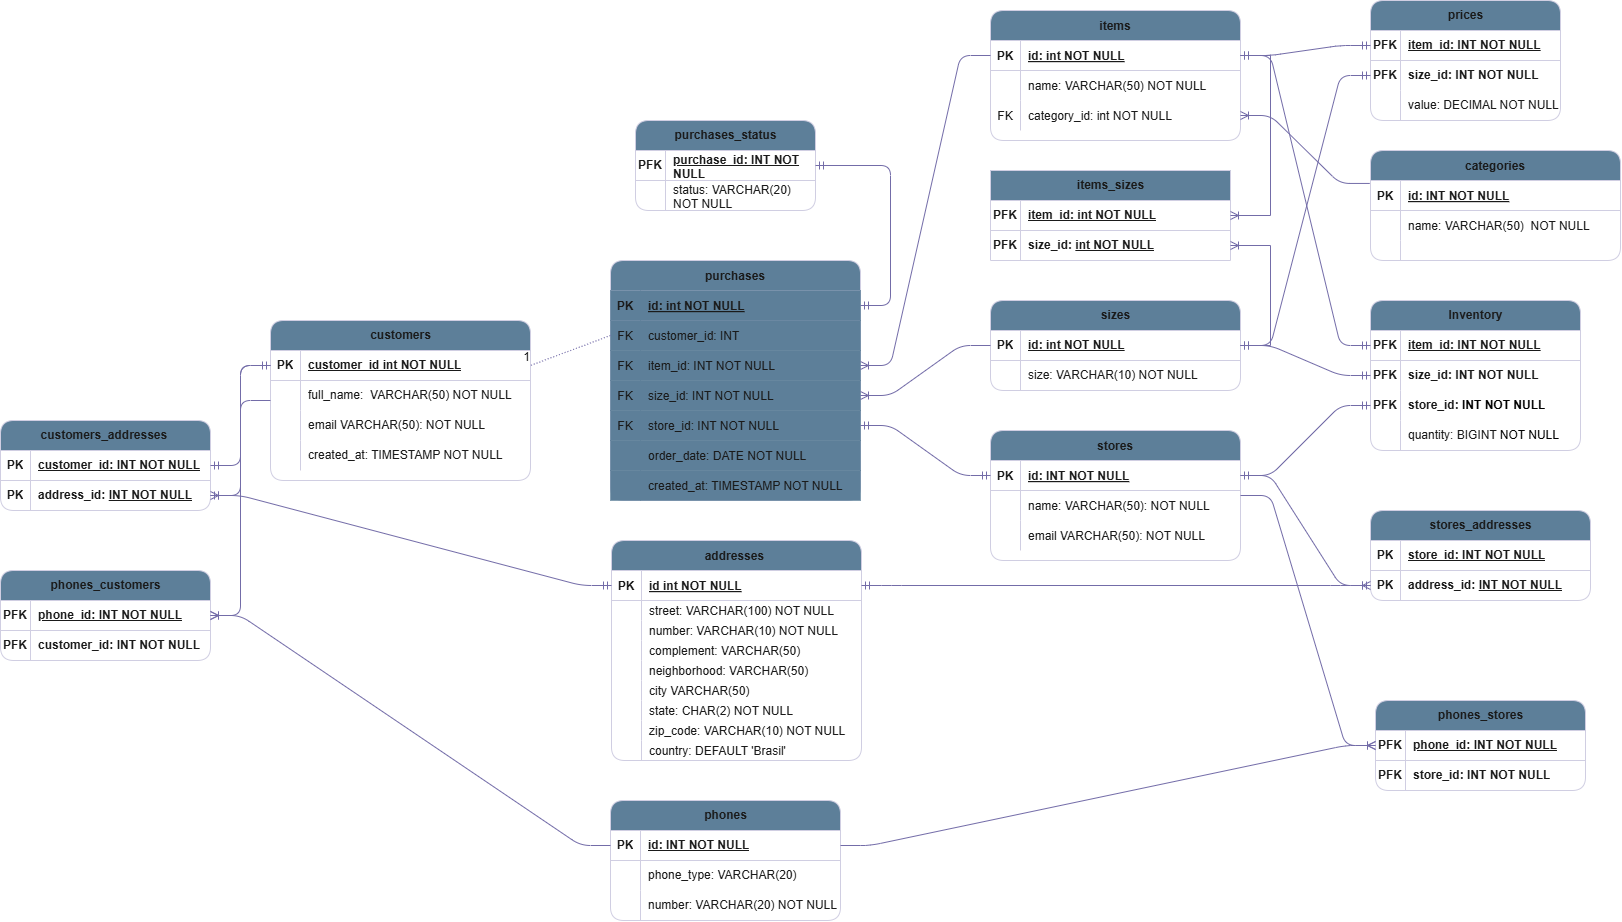 items
PK id: int NOT NULL
name: VARCHAR(50) NOT NULL
FK category_id: int NOT NULL
prices
PFK item_id: INT NOT NULL
PFK size_id: INT NOT NULL
value: DECIMAL NOT NULL
purchases_status
PFK purchase_id: INT NOT
NULL
status: VARCHAR(20)
NOT NULL
items_sizes
PFK item_id: int NOT NULL
PFK size_id: int NOT NULL
categories
PK id: INT NOT NULL
name: VARCHAR(50) NOT NULL
purchases
PK id: int NOT NULL
FK customer_id: INT
FK item_id: INT NOT NULL
FK size_id: INT NOT NULL
FK store_id: INT NOT NULL
order_date: DATE NOT NULL
created_at: TIMESTAMP NOT NULL
sizes
PK id: int NOT NULL
size: VARCHAR(10) NOT NULL
Inventory
PFK item_id: INT NOT NULL
PFK size_id: INT NOT NULL
PFK store_id: INT NOT NULL
quantity: BIGINT NOT NULL
customers
1
PK customer_id int NOT NULL
full_name: VARCHAR(50) NOT NULL
email VARCHAR(50): NOT NULL
created_at: TIMESTAMP NOT NULL
customers_addresses
PK customer_id: INT NOT NULL
PK address_id: INT NOT NULL
stores
PK id: INT NOT NULL
name: VARCHAR(50): NOT NULL
email VARCHAR(50): NOT NULL
stores_addresses
PK store_id: INT NOT NULL
PK address_id: INT NOT NULL
addresses
PK id int NOT NULL
street: VARCHAR(100) NOT NULL
number: VARCHAR(10) NOT NULL
complement: VARCHAR(50)
neighborhood: VARCHAR(50)
city VARCHAR(50)
state: CHAR(2) NOT NULL
zip_code: VARCHAR(10) NOT NULL
country: DEFAULT 'Brasil'
phones_customers
PFK phone_id: INT NOT NULL
PFK customer_id: INT NOT NULL
phones_stores
PFK phone_id: INT NOT NULL
PFK store_id: INT NOT NULL
phones
PK id: INT NOT NULL
phone_type: VARCHAR(20)
number: VARCHAR(20) NOT NULL